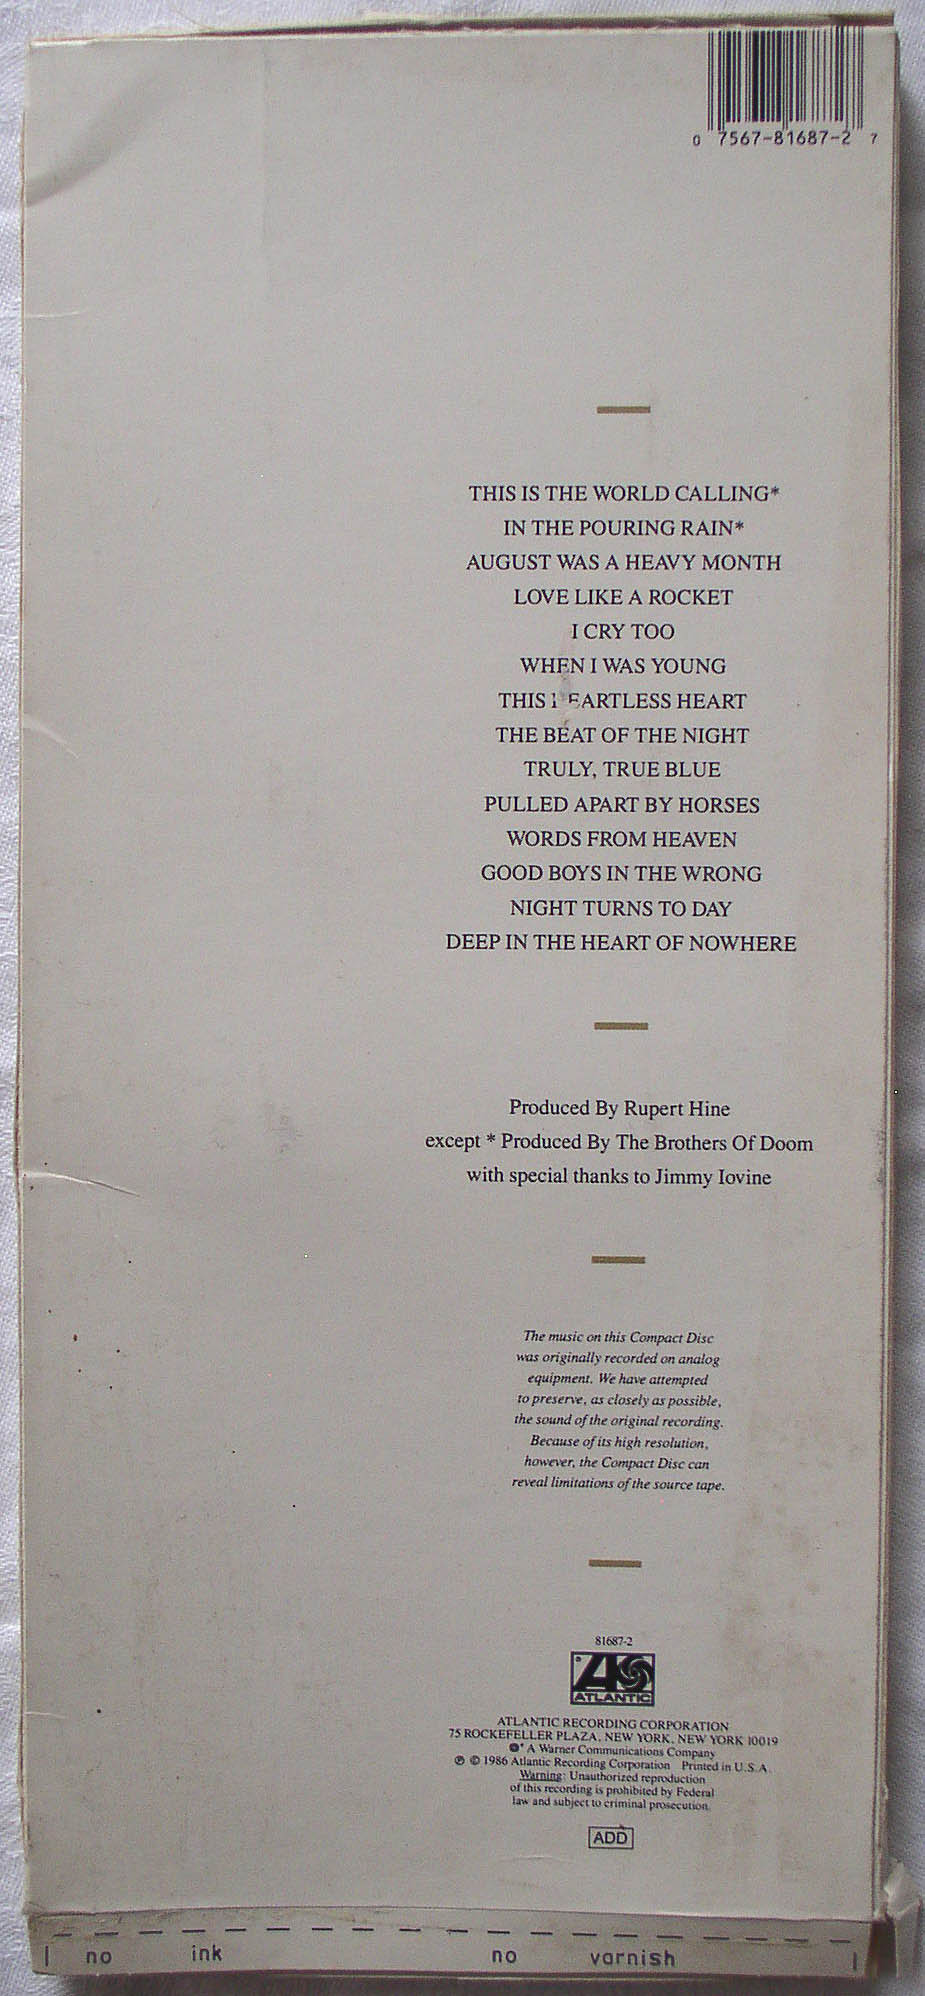 0 7567-81687-2 7
THIS IS THE WORLD CALLING*
IN THE POURING RAIN*
AUGUST WAS A HEAVY MONTH
LOVE LIKE A ROCKET
I CRY TOO
WHEN I WAS YOUNG
THIS HEARTLESS HEART
THE BEAT OF THE NIGHT
TRULY, TRUE BLUE
PULLED APART BY HORSES
WORDS FROM HEAVEN
GOOD BOYS IN THE WRONG
NIGHT TURNS TO DAY
DEEP IN THE HEART OF NOWHERE
Produced By Rupert Hine
except * Produced By The Brothers Of Doom
with special thanks to Jimmy Iovine
The music on this Compact Disc
was originally recorded on analog
equipment. We have attempted
to preserve, as closely as possible,
the sound of the original recording.
Because of its high resolution,
however, the Compact Disc can
reveal limitations of the source tape.
81687-2
ATLANTIC
ATLANTIC RECORDING CORPORATION
75 ROCKEFELLER PLAZA, NEW YORK, NEW YORK 10019
A Warner Communications Company
℗ © 1986 Atlantic Recording Corporation Printed in U.S.A.
Warning: Unauthorized reproduction
of this recording is prohibited by Federal
law and subject to criminal prosecution.
ADD
no ink no varnish